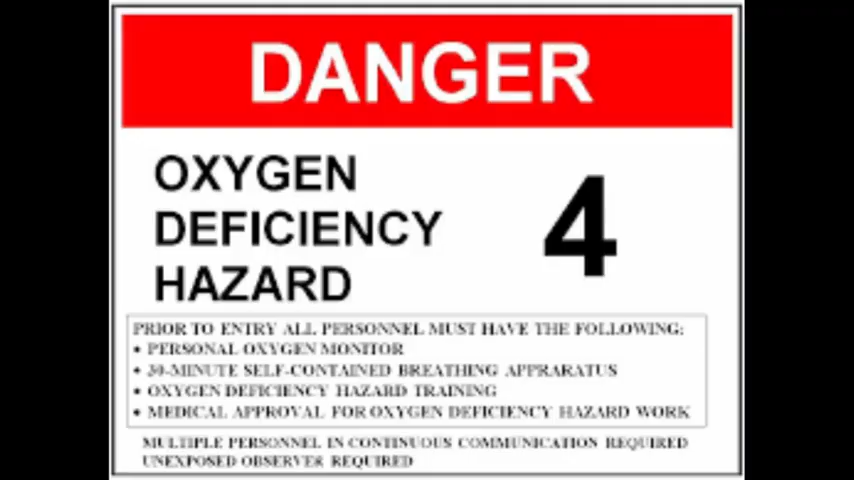 DANGER
OXYGEN
DEFICIENCY
HAZARD
4
PRIOR TO ENTRY ALL PERSONNEL MUST HAVE THE FOLLOWING:
• PERSONAL OXYGEN MONITOR
• 30-MINUTE SELF-CONTAINED BREATHING APPRARATUS
• OXYGEN DEFICIENCY HAZARD TRAINING
• MEDICAL APPROVAL FOR OXYGEN DEFICIENCY HAZARD WORK
MULTIPLE PERSONNEL IN CONTINUOUS COMMUNICATION REQUIRED
UNEXPOSED OBSERVER REQUIRED